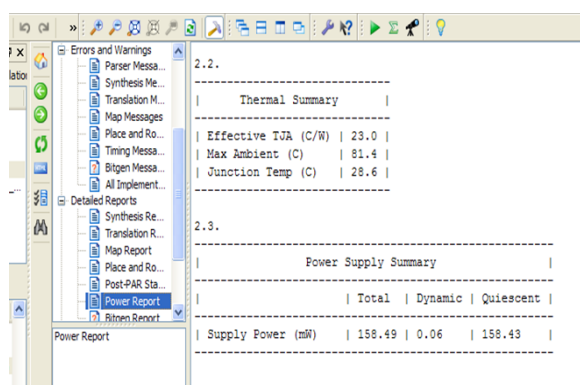 Errors and Warnings
Parser Messa...
Synthesis Me...
Translation M...
Map Messages
Place and Ro...
Timing Messa...
Bitgen Messa...
All Implement...
Detailed Reports
Synthesis Re...
Translation R...
Map Report
Place and Ro...
Post-PAR Sta...
Power Report
Bitgen Report
Power Report
2.2.
-----------------------------
| Thermal Summary |
-----------------------------
| Effective TJA (C/W) | 23.0 |
| Max Ambient (C) | 81.4 |
| Junction Temp (C) | 28.6 |
-----------------------------
2.3.
-----------------------------------------------------
| Power Supply Summary |
-----------------------------------------------------
| | Total | Dynamic | Quiescent |
-----------------------------------------------------
| Supply Power (mW) | 158.49 | 0.06 | 158.43 |
-----------------------------------------------------